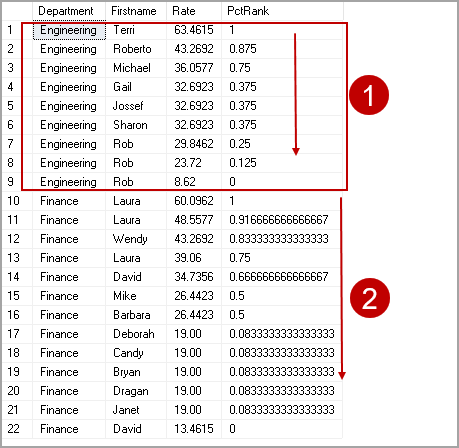 Department Firstname Rate PctRank
1 Engineering Terri 63.4615 1
2 Engineering Roberto 43.2692 0.875
3 Engineering Michael 36.0577 0.75
4 Engineering Gail 32.6923 0.375
5 Engineering Jossef 32.6923 0.375
6 Engineering Sharon 32.6923 0.375
7 Engineering Rob 29.8462 0.25
8 Engineering Rob 23.72 0.125
9 Engineering Rob 8.62 0
1
10 Finance Laura 60.0962 1
11 Finance Laura 48.5577 0.916666666666667
12 Finance Wendy 43.2692 0.833333333333333
13 Finance Laura 39.06 0.75
14 Finance David 34.7356 0.666666666666667
15 Finance Mike 26.4423 0.5
16 Finance Barbara 26.4423 0.5
17 Finance Deborah 19.00 0.0833333333333333
18 Finance Candy 19.00 0.0833333333333333
19 Finance Bryan 19.00 0.0833333333333333
20 Finance Dragan 19.00 0.0833333333333333
21 Finance Janet 19.00 0.0833333333333333
22 Finance David 13.4615 0
2